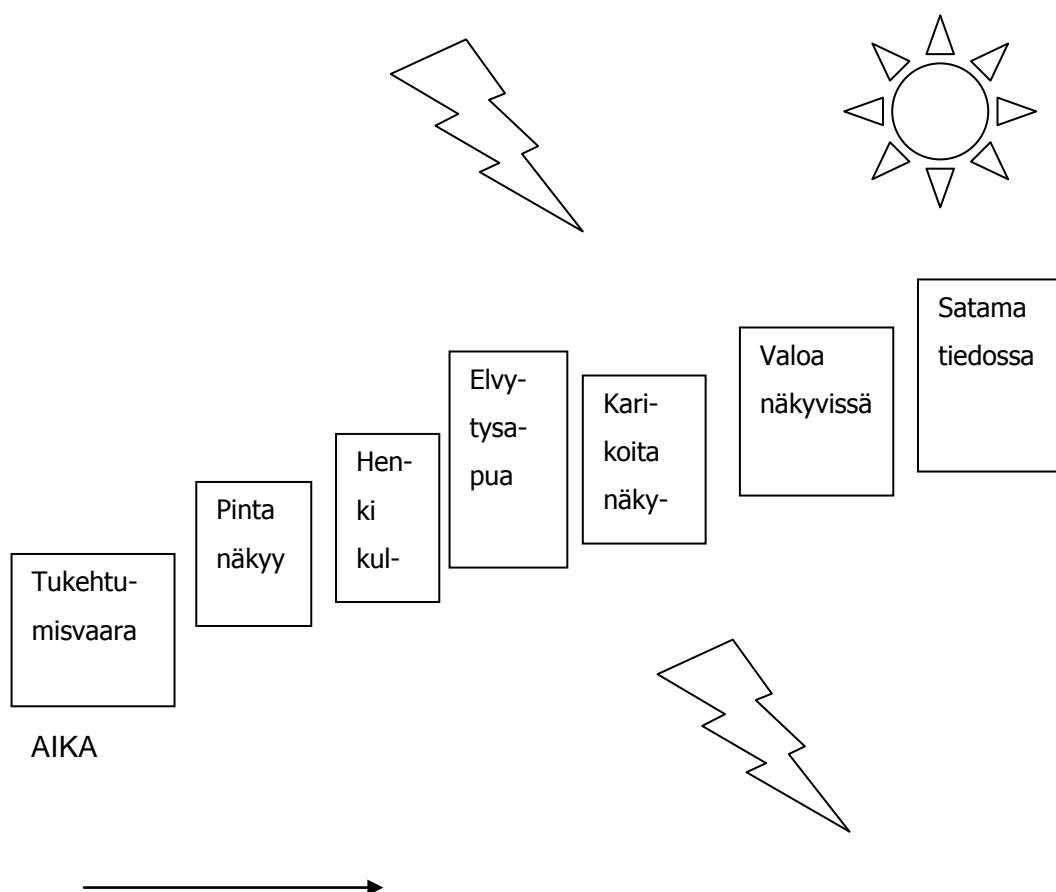 Tukehtu-
misvaara
Pinta
näkyy
Hen-
ki
kul-
Elvy-
tysa-
pua
Kari-
koita
näky-
Valoa
näkyvissä
Satama
tiedossa
AIKA